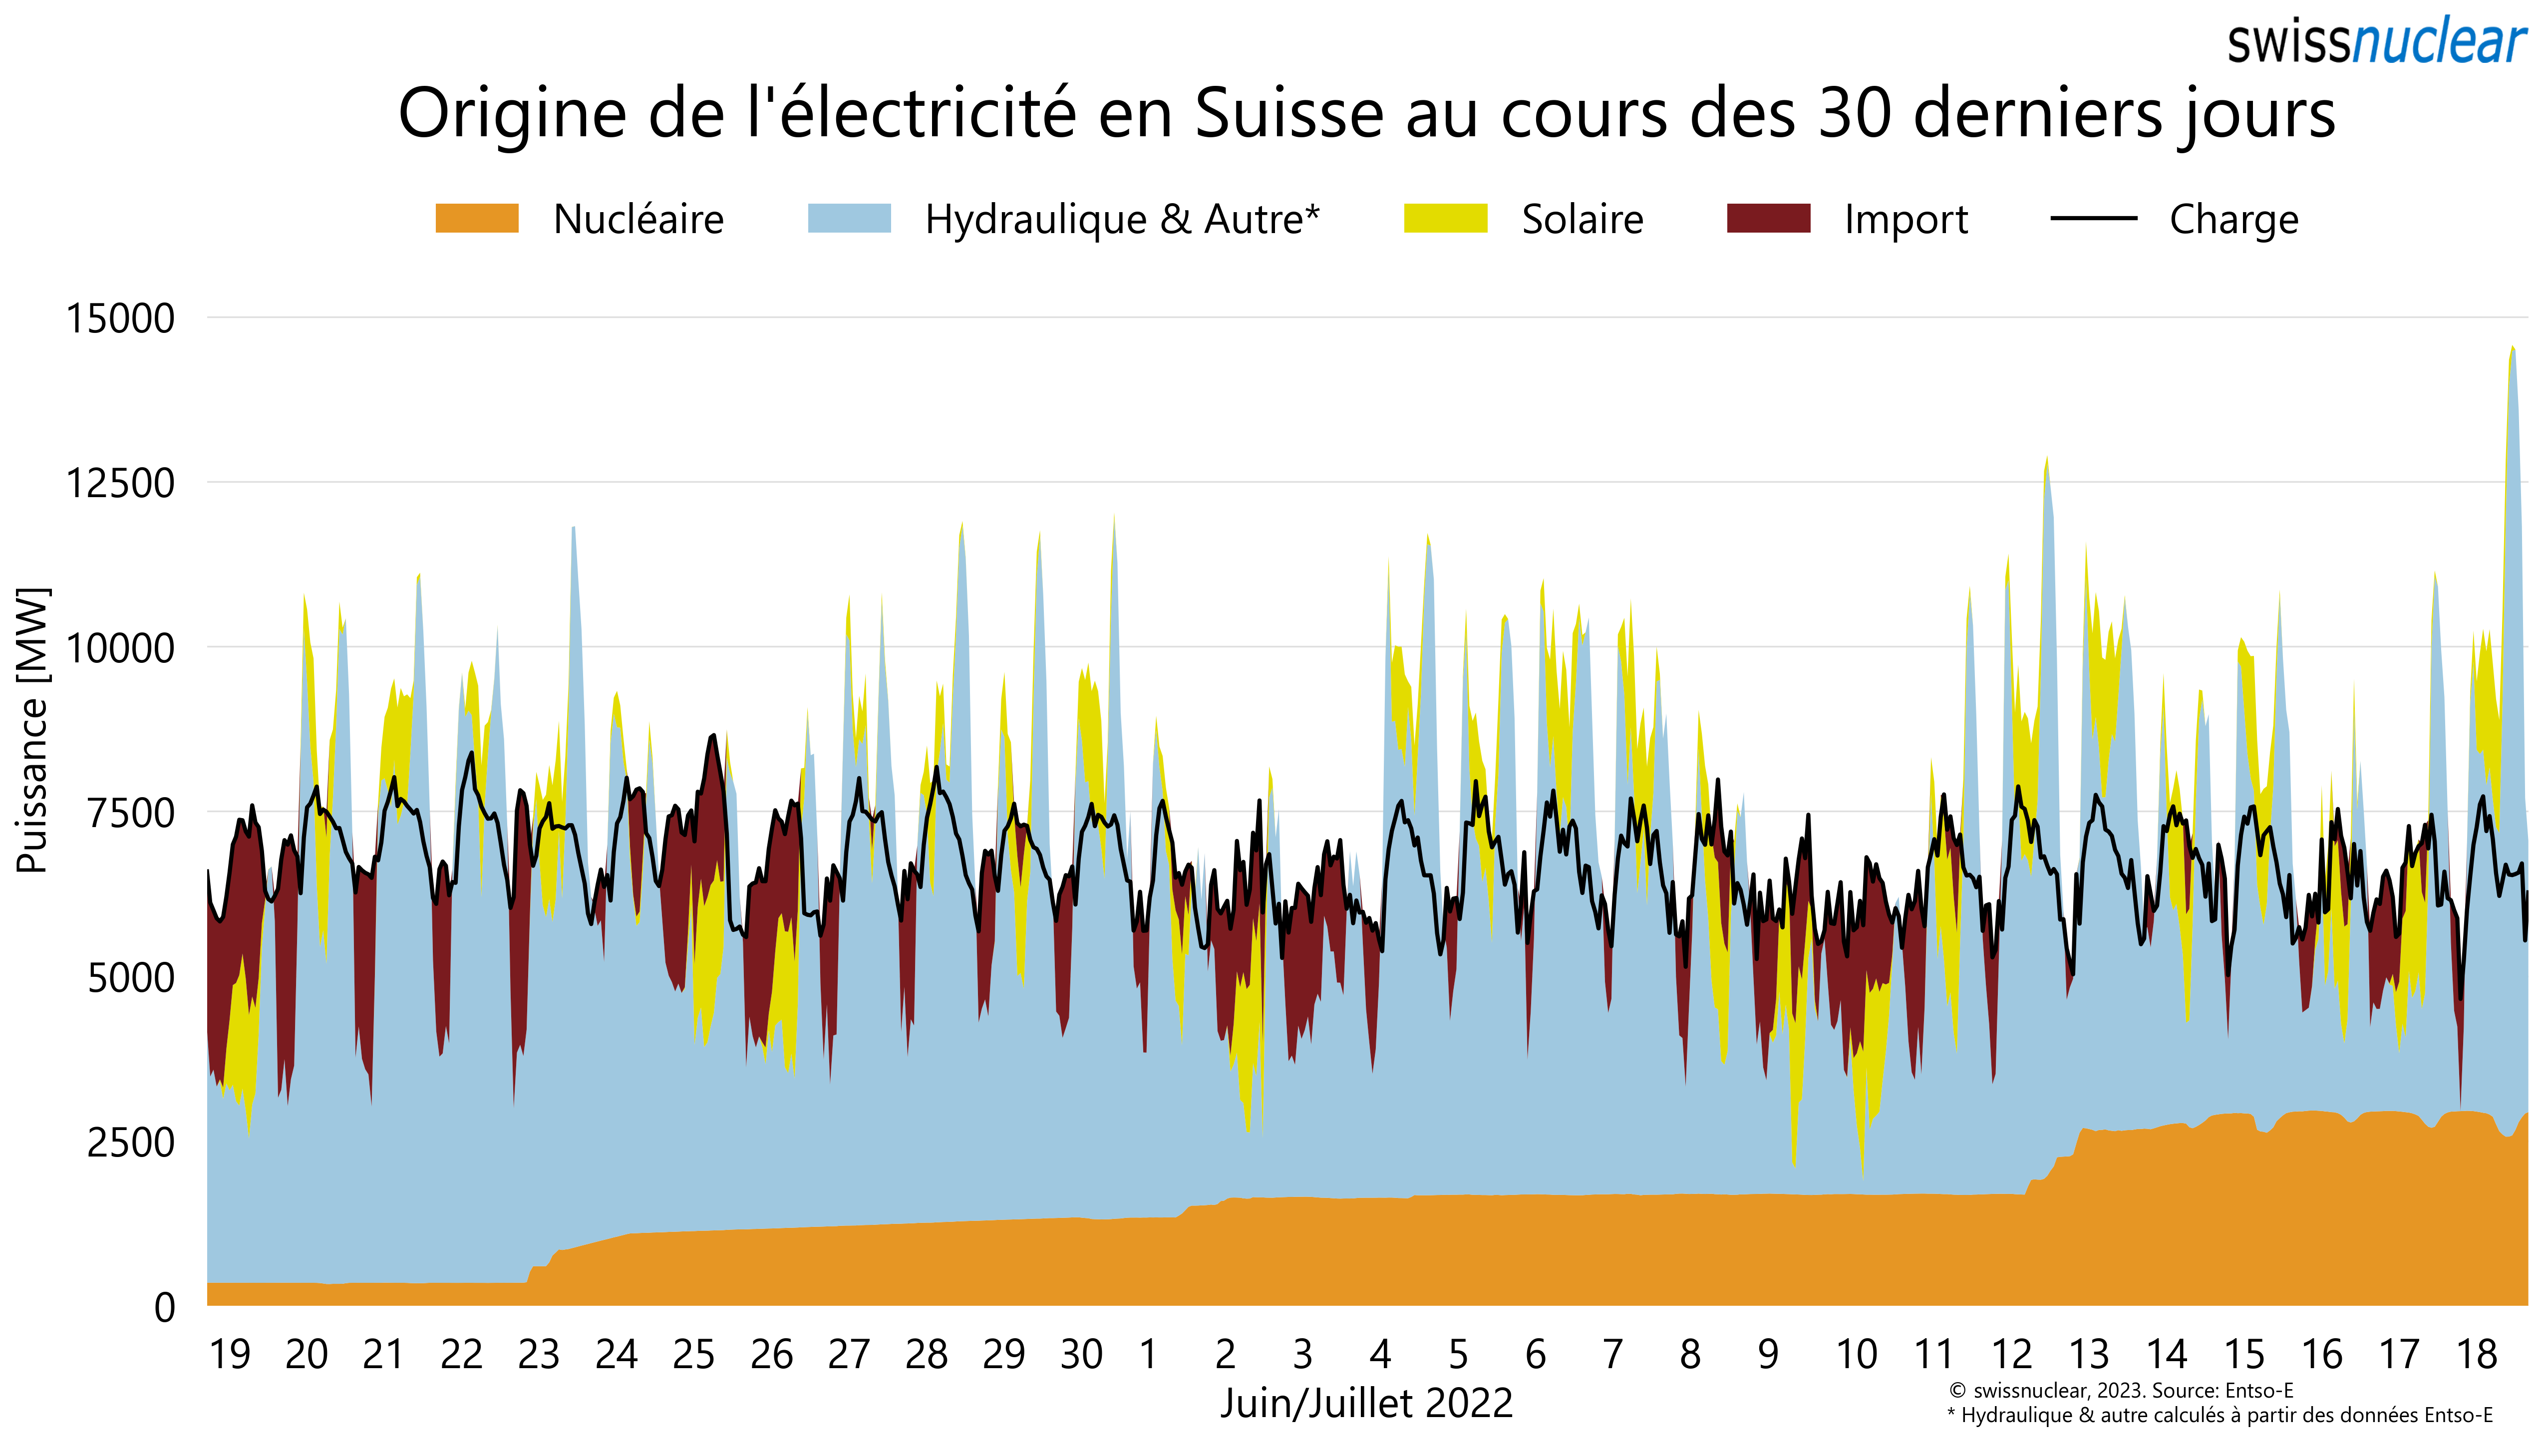 swissnuclear
Origine de l'électricité en Suisse au cours des 30 derniers jours
Nucléaire Hydraulique & Autre* Solaire Import Charge
15000
12500
10000
7500
5000
2500
0
Puissance [MW]
19 20 21 22 23 24 25 26 27 28 29 30 1 2 3 4 5 6 7 8 9 10 11 12 13 14 15 16 17 18
Juin/Juillet 2022
© swissnuclear, 2023. Source: Entso-E
* Hydraulique & autre calculés à partir des données Entso-E